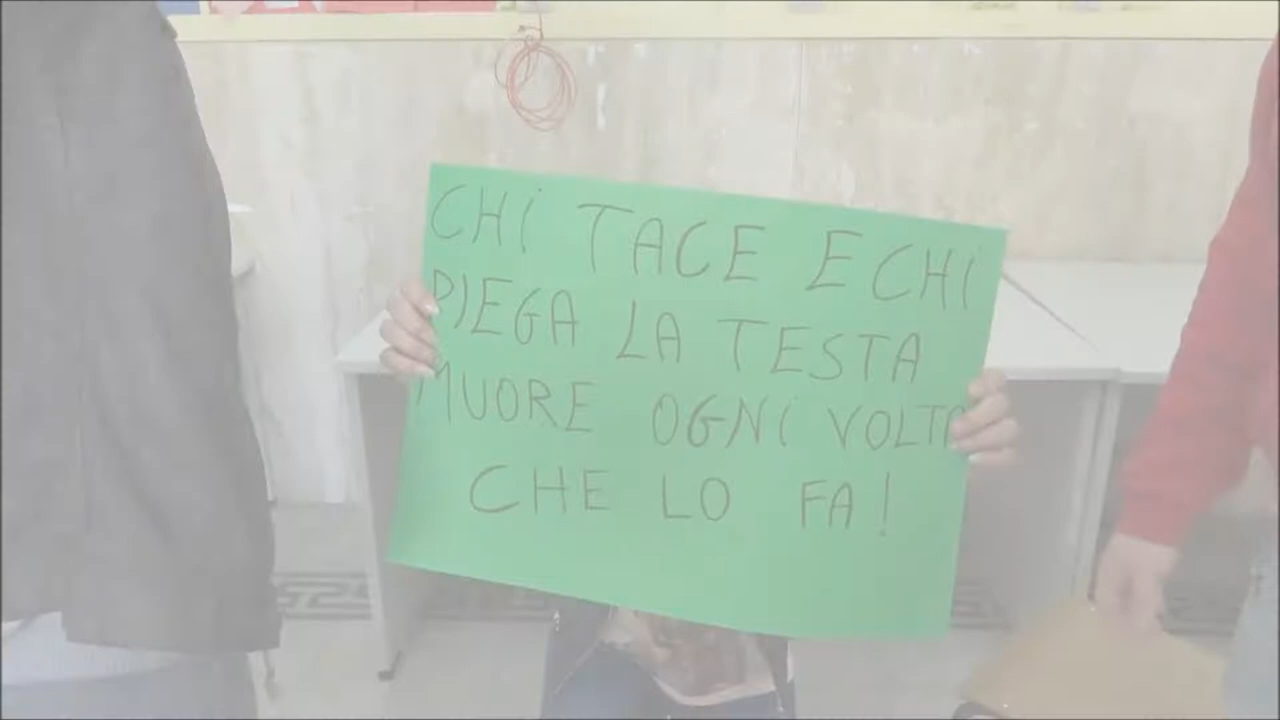 CHI TACE E CHI
PIEGA LA TESTA
MUORE OGNI VOLTA
CHE LO FA!